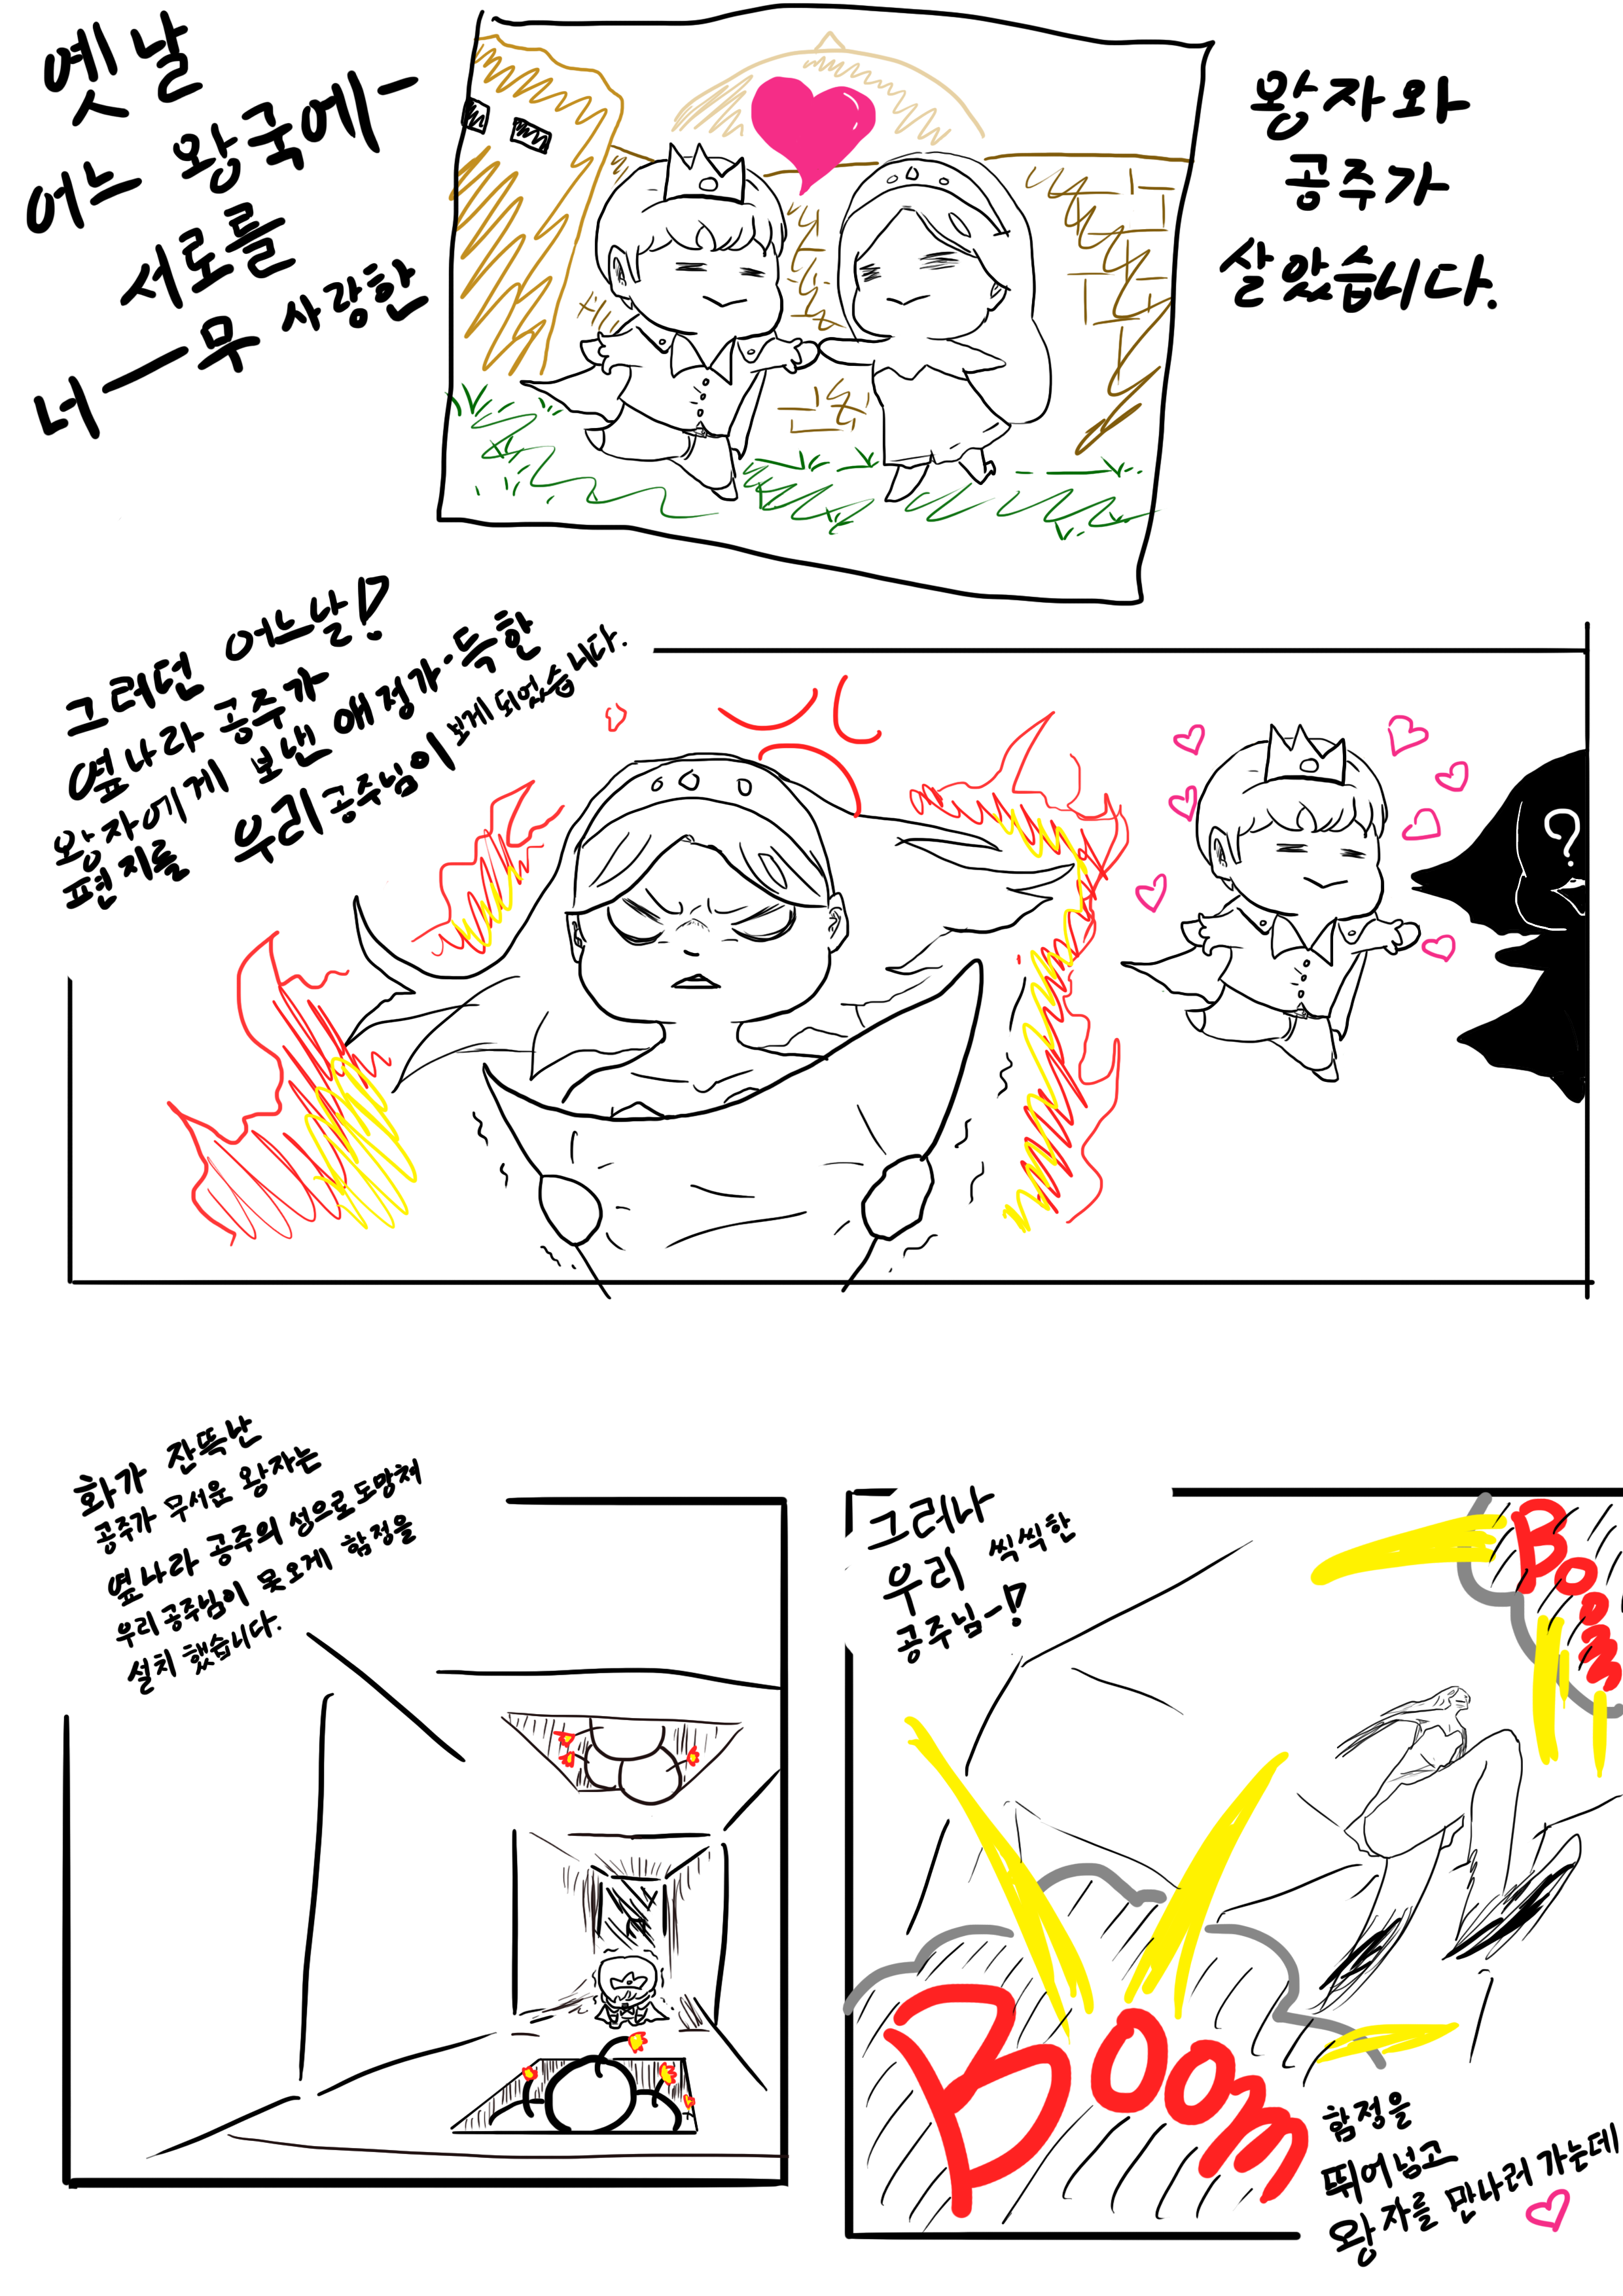 옛날
어느 왕국에-
서로를
너ㅡ무 사랑한
왕자와
공주가
살았습니다.
그러던 어느날!?
옆나라 공주가
왕자에게 보낸 애정가득한
편지를 우리 공주님이 보게되었습니다.
?
화가 잔뜩난
공주가 무서운 왕자는
옆나라 공주의 성으로 도망쳐
우리 공주님이 못오게 함정을
설치 했습니다.
그러나
우리 씩씩한
공주님-!?
Boom
Boom
함정을
뛰어넘고
왕자를 만나러 가는데